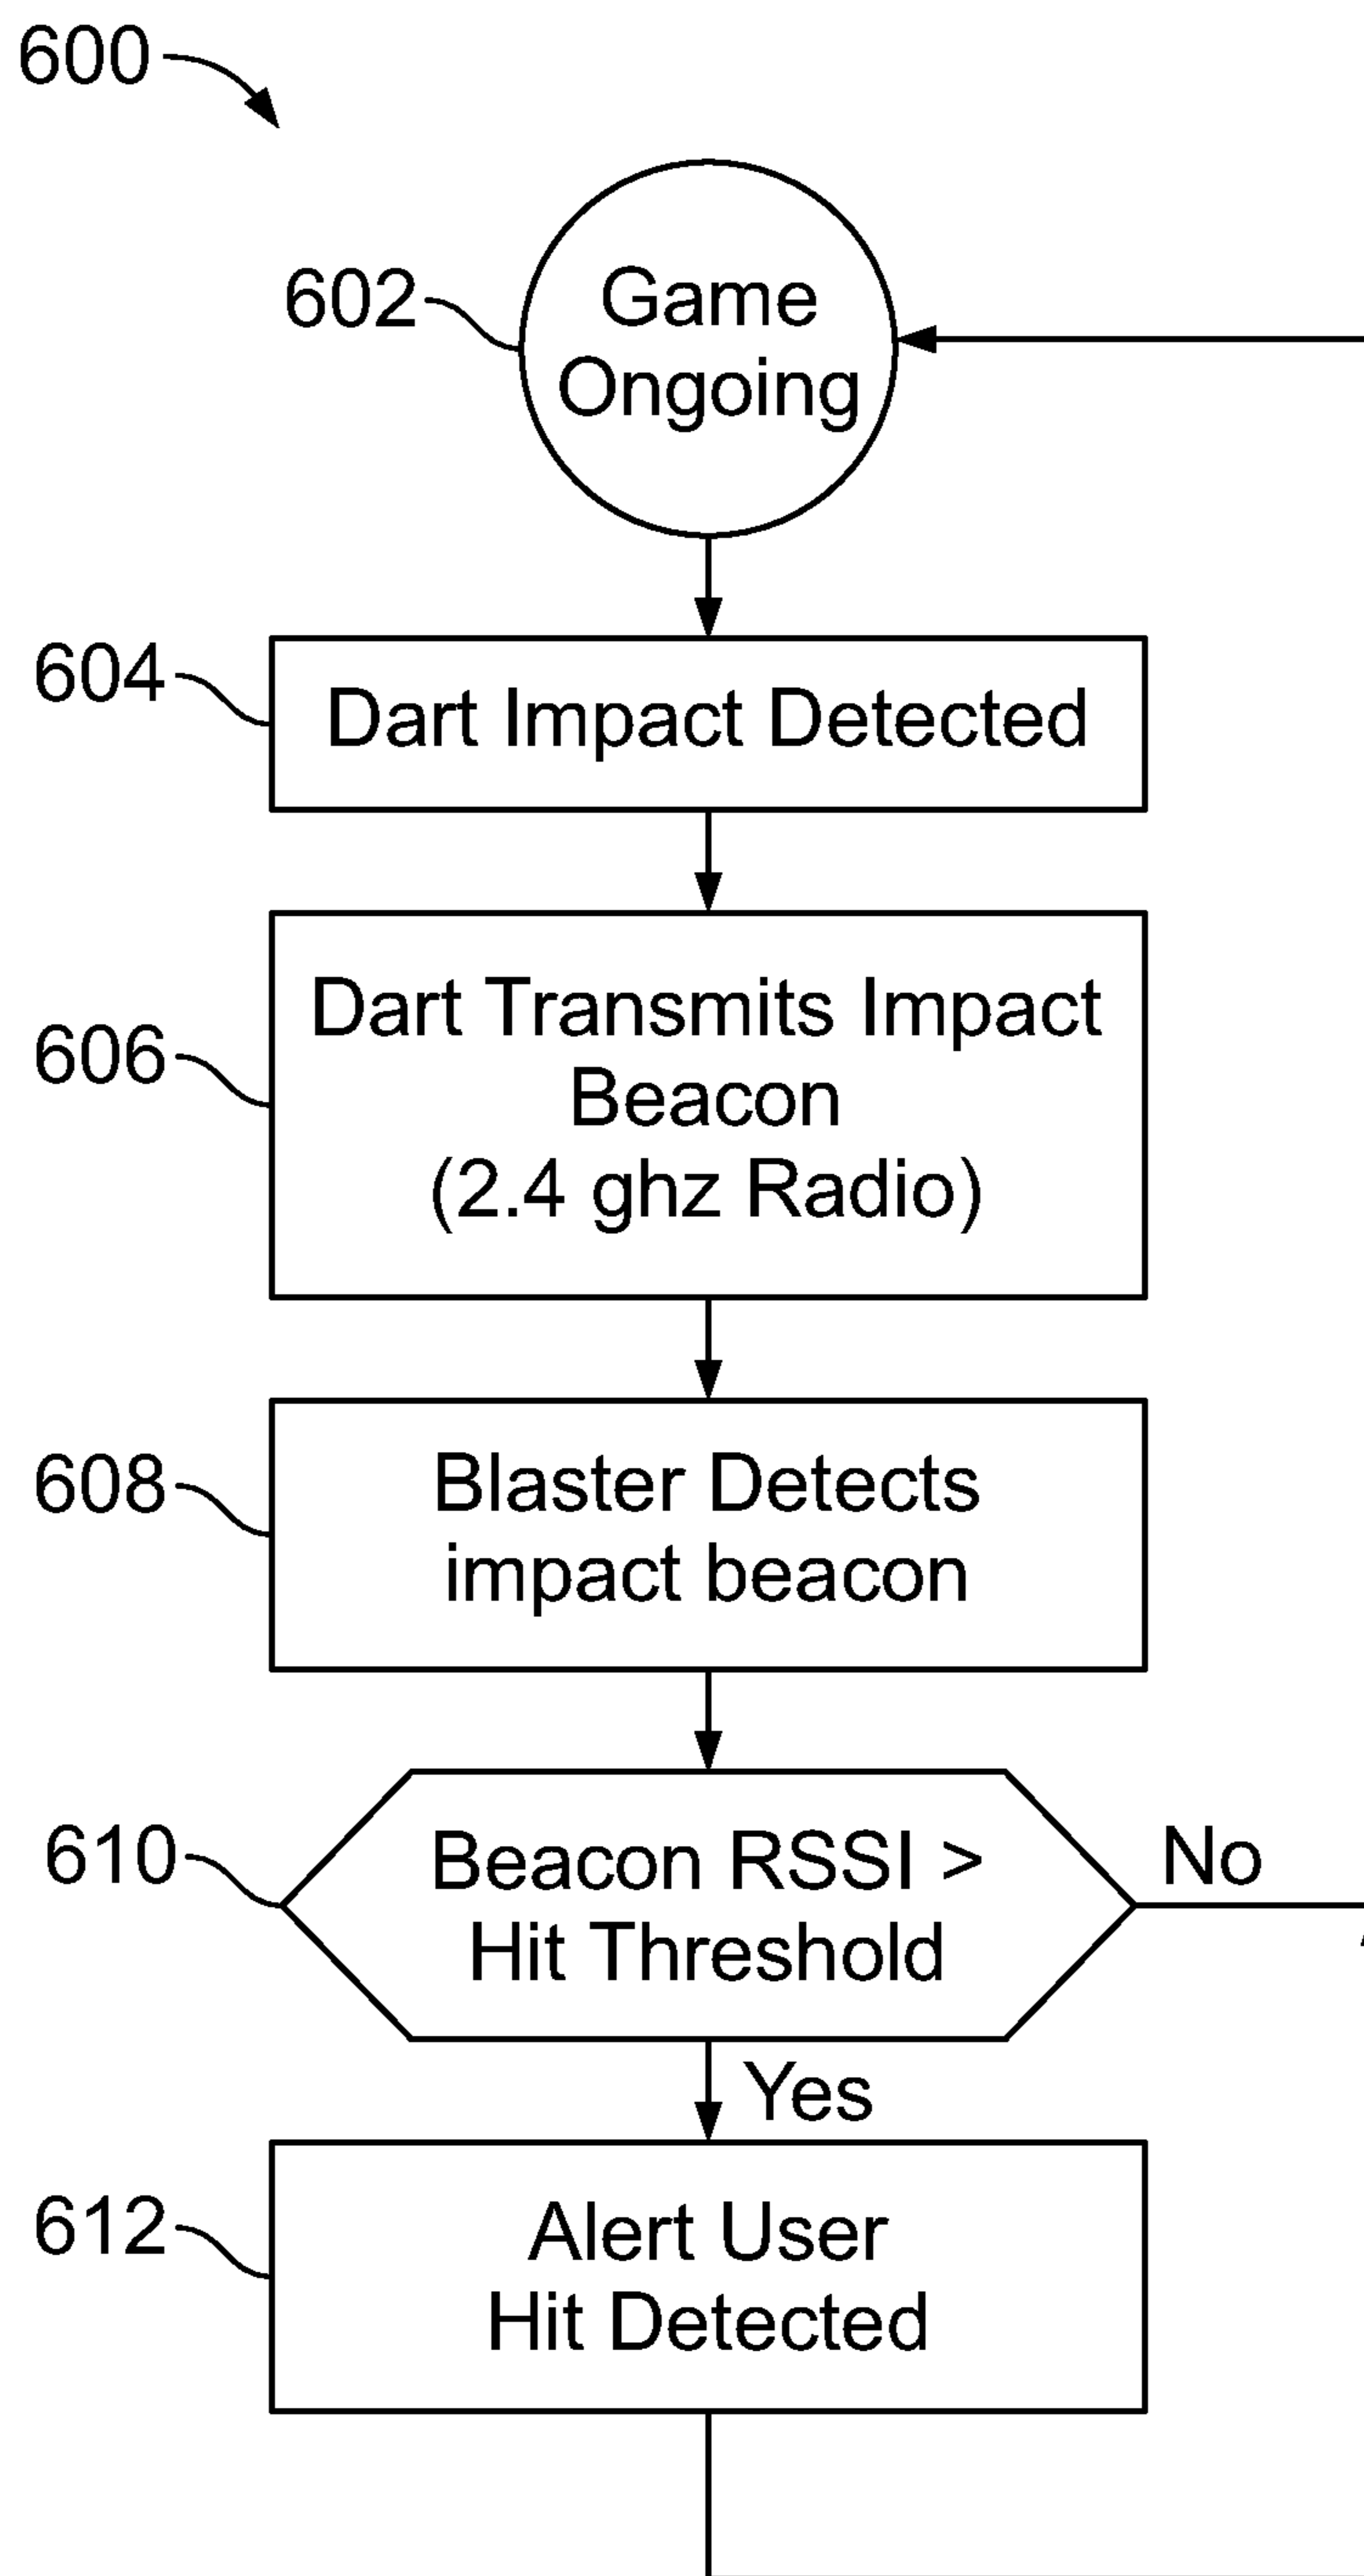 600
602
Game
Ongoing
604
Dart Impact Detected
606
Dart Transmits Impact
Beacon
(2.4 ghz Radio)
608
Blaster Detects
impact beacon
610
Beacon RSSI >
Hit Threshold
No
Yes
612
Alert User
Hit Detected